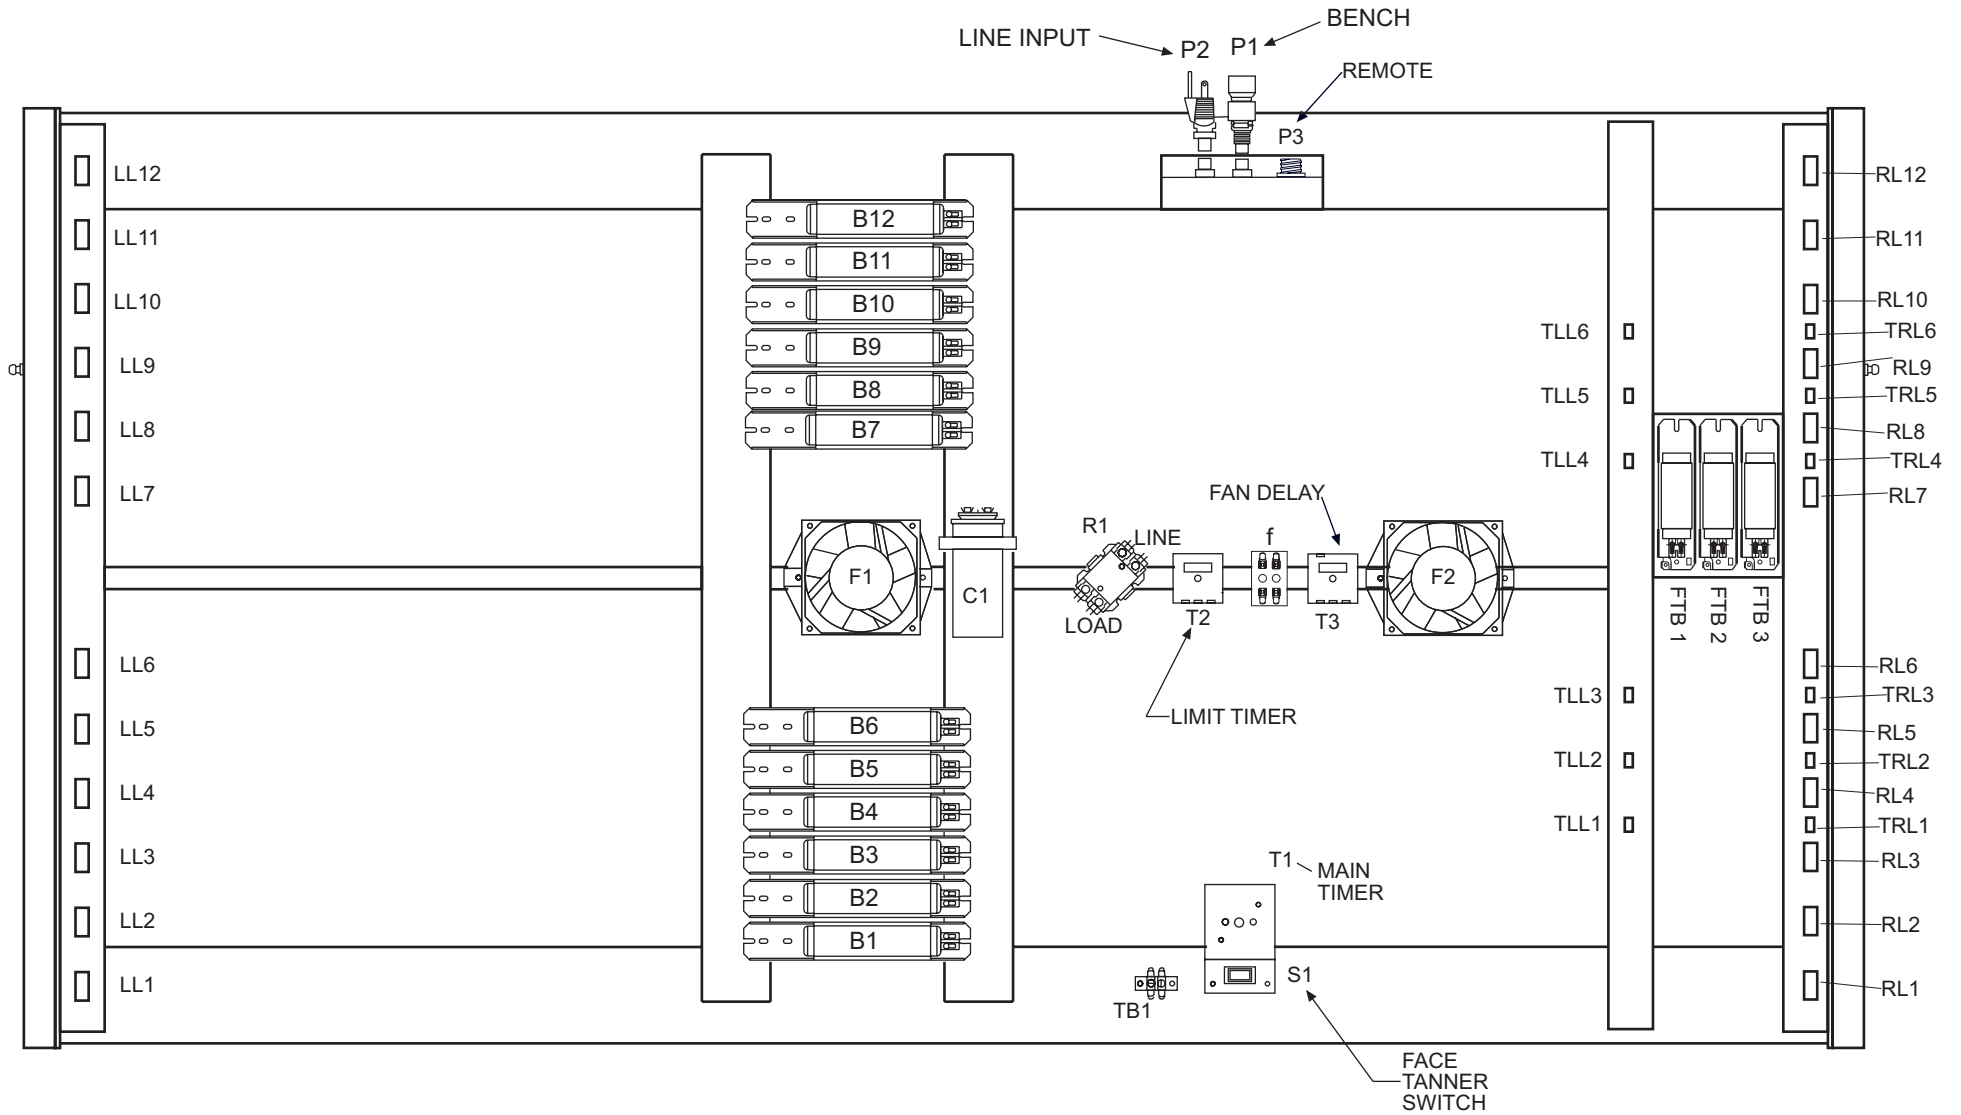 BENCH
LINE INPUT
P2
P1
REMOTE
P3
LL12
RL12
B12
LL11
RL11
B11
LL10
B10
RL10
TLL6
TRL6
B9
LL9
RL9
B8
TLL5
TRL5
LL8
B7
RL8
TLL4
TRL4
LL7
FAN DELAY
RL7
R1
LINE
f
F1
C1
F2
LOAD
T2
T3
FTB 1
FTB 2
FTB 3
LL6
RL6
TLL3
TRL3
LIMIT TIMER
LL5
B6
RL5
TLL2
TRL2
B5
LL4
RL4
B4
TLL1
TRL1
LL3
B3
T1
MAIN
TIMER
RL3
B2
LL2
RL2
B1
LL1
S1
RL1
TB1
FACE
TANNER
SWITCH